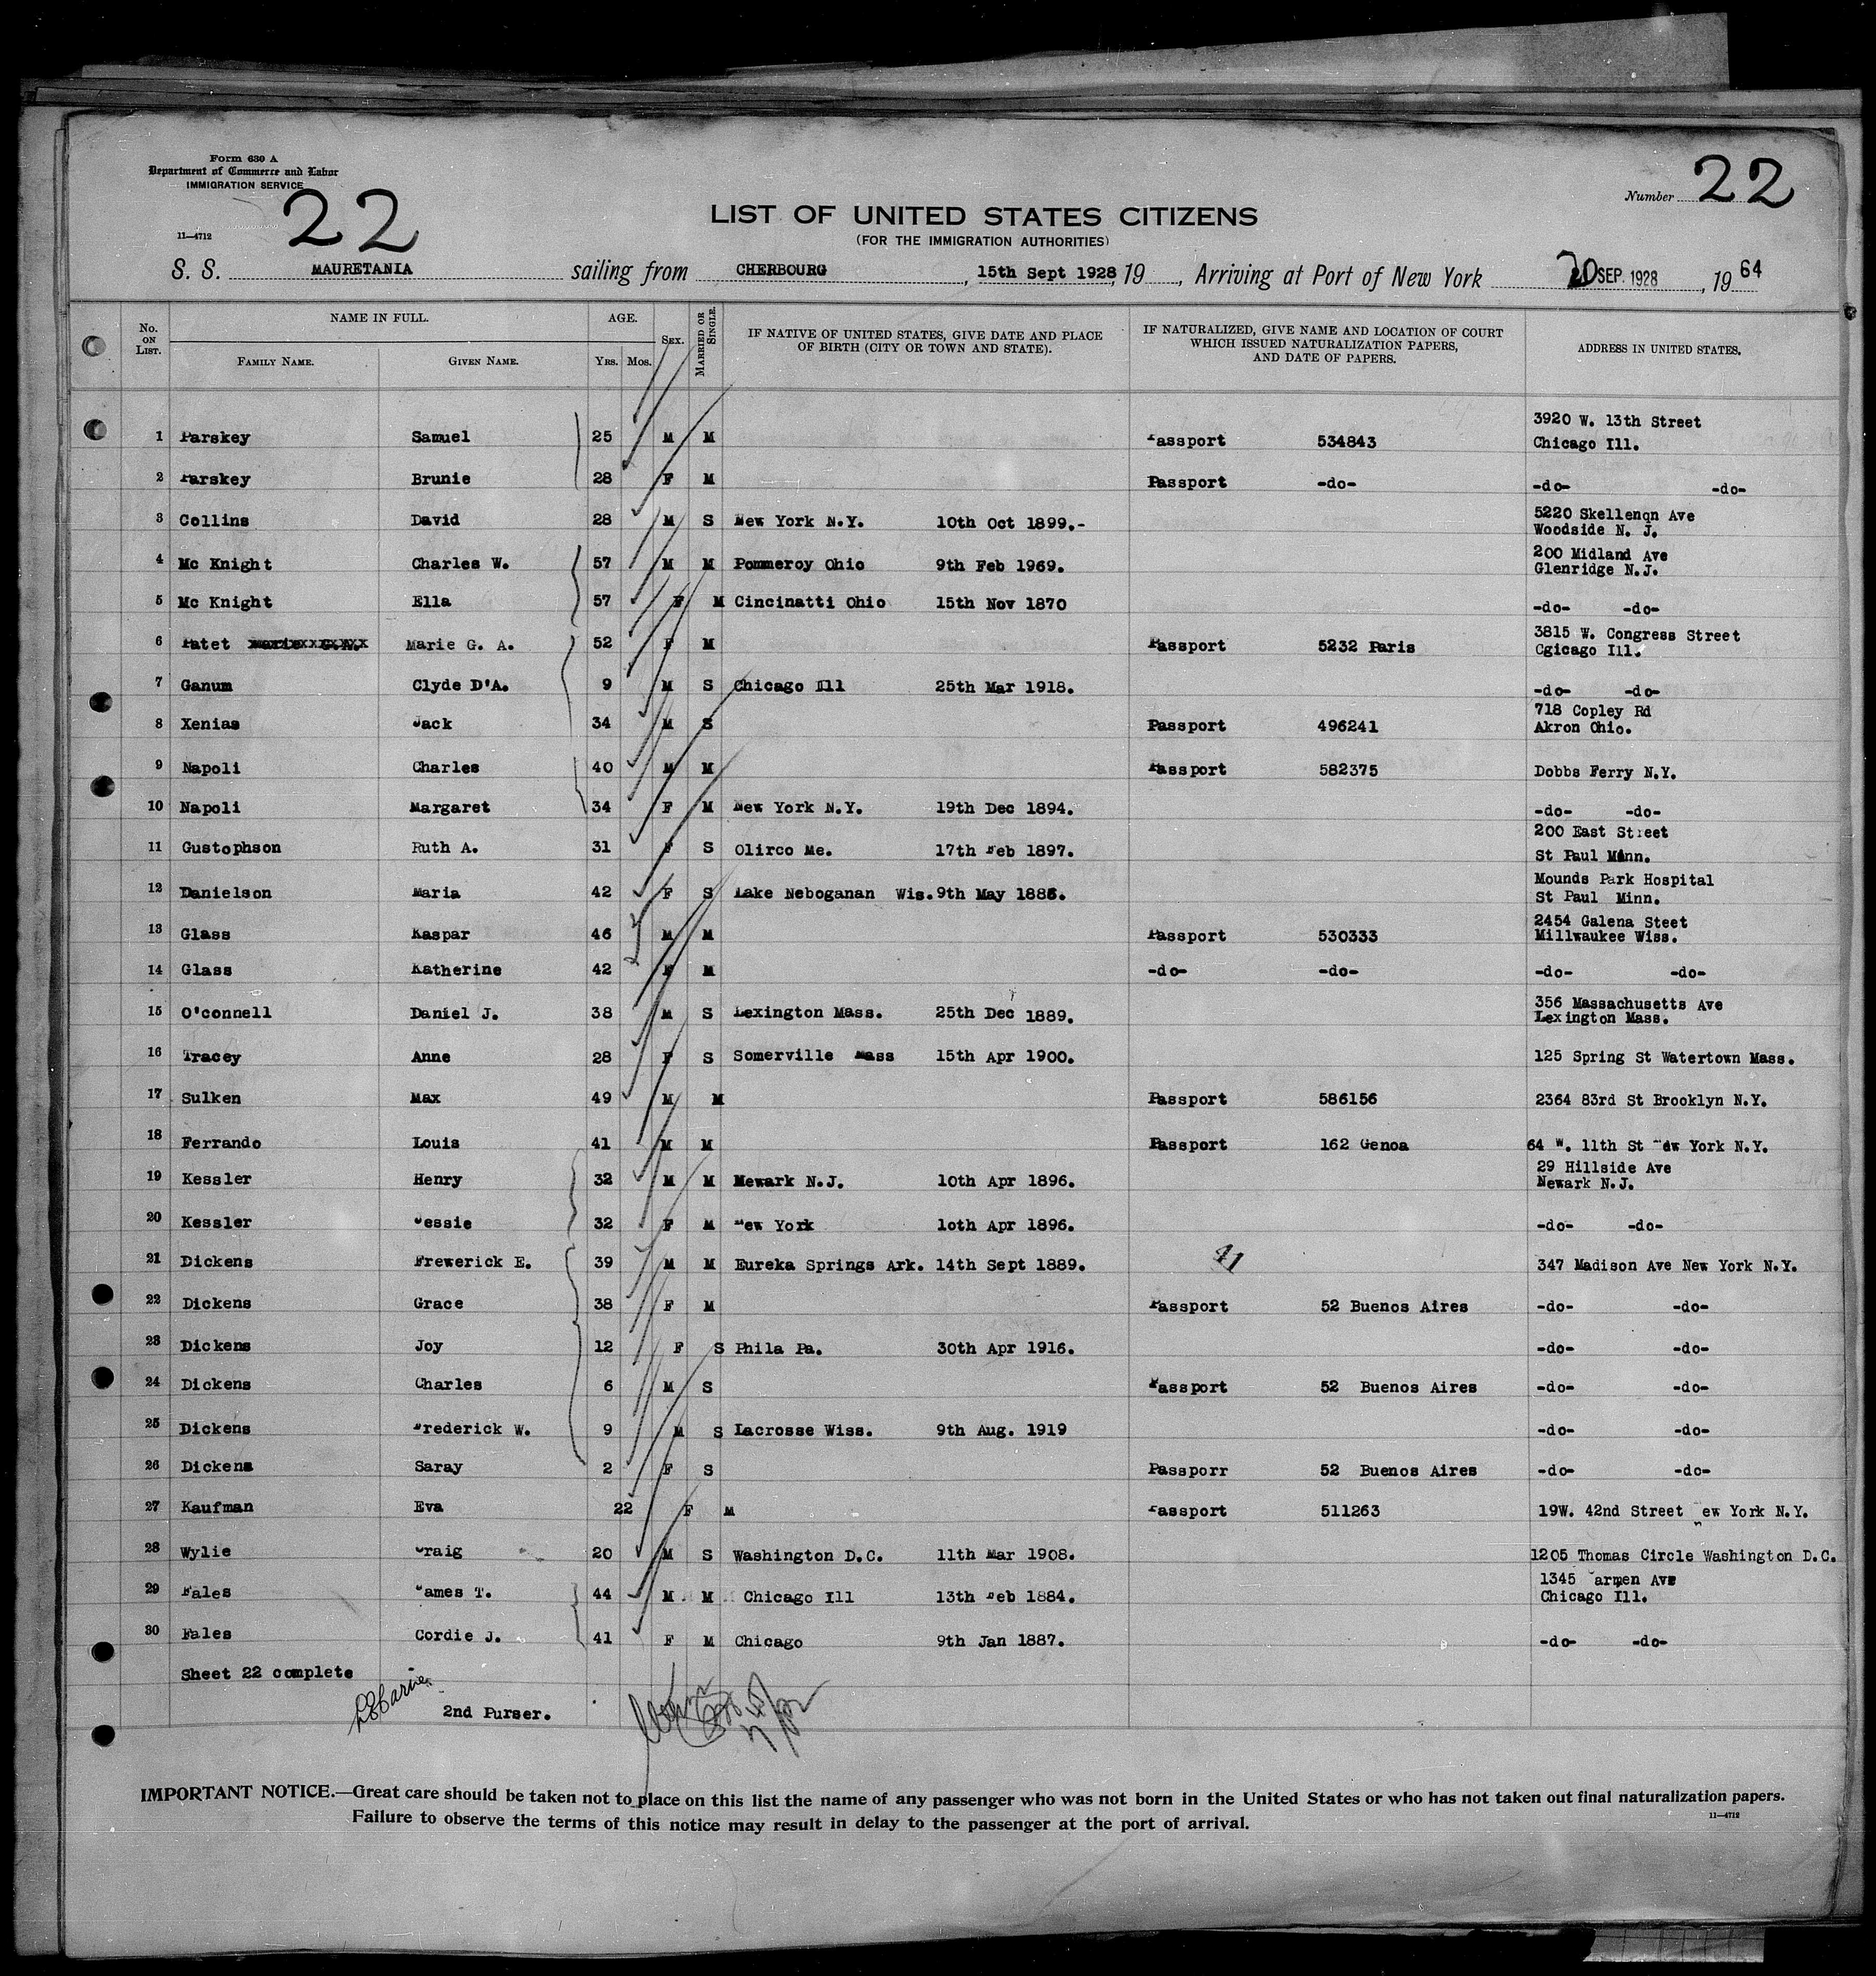 Form 630 A
Department of Commerce and Labor
IMMIGRATION SERVICE
22
11—4712
Number 22
LIST OF UNITED STATES CITIZENS
(FOR THE IMMIGRATION AUTHORITIES)
S. S. MAURETANIA sailing from CHERBOURG, 15th Sept 1928, 19, Arriving at Port of New York 20 SEP. 1928, 1964
No. ON LIST. NAME IN FULL. FAMILY NAME. GIVEN NAME. AGE. Yrs. Mos. SEX. MARRIED OR SINGLE. IF NATIVE OF UNITED STATES, GIVE DATE AND PLACE OF BIRTH (CITY OR TOWN AND STATE). IF NATURALIZED, GIVE NAME AND LOCATION OF COURT WHICH ISSUED NATURALIZATION PAPERS, AND DATE OF PAPERS. ADDRESS IN UNITED STATES.
1 Parskey Samuel 25 M M Passport 534843 3920 W. 13th Street Chicago Ill.
2 Parskey Brunie 28 F M Passport -do- -do- -do-
3 Collins David 28 M S New York N.Y. 10th Oct 1899.- 5220 Skellenqn Ave Woodside N. J.
4 Mc Knight Charles W. 57 M M Pommeroy Ohio 9th Feb 1969. 200 Midland Ave Glenridge N.J.
5 Mc Knight Ella 57 F M Cincinatti Ohio 15th Nov 1870 -do- -do-
6 Patet Marie G. A. 52 F M Passport 5232 Paris 3815 W. Congress Street Cgicago Ill.
7 Ganum Clyde D'A. 9 M S Chicago Ill 25th Mar 1918. -do- -do-
8 Xenias Jack 34 M S Passport 496241 718 Copley Rd Akron Ohio.
9 Napoli Charles 40 M M Passport 582375 Dobbs Ferry N.Y.
10 Napoli Margaret 34 F M New York N.Y. 19th Dec 1894. -do- -do-
11 Gustophson Ruth A. 31 F S Olirco Me. 17th Feb 1897. 200 East Street St Paul Minn.
12 Danielson Maria 42 F S Lake Neboganan Wis. 9th May 1886. Mounds Park Hospital St Paul Minn.
13 Glass Kaspar 46 M M Passport 530333 2454 Galena Steet Millwaukee Wiss.
14 Glass Katherine 42 F M -do- -do- -do- -do-
15 O'connell Daniel J. 38 M S Lexington Mass. 25th Dec 1889. 356 Massachusetts Ave Lexington Mass.
16 Tracey Anne 28 F S Somerville Mass 15th Apr 1900. 125 Spring St Watertown Mass.
17 Sulken Max 49 M M Passport 586156 2364 83rd St Brooklyn N.Y.
18 Ferrando Louis 41 M M Passport 162 Genoa 64 W. 11th St New York N.Y.
19 Kessler Henry 32 M M Mewark N.J. 10th Apr 1896. 29 Hillside Ave Newark N.J.
20 Kessler Jessie 32 F M New York 1oth Apr 1896. -do- -do-
21 Dickens Frewerick E. 39 M M Eureka Springs Ark. 14th Sept 1889. 41 347 Madison Ave New York N.Y.
22 Dickens Grace 38 F M Passport 52 Buenos Aires -do- -do-
23 Dickens Joy 12 F S Phila Pa. 30th Apr 1916. -do- -do-
24 Dickens Charles 6 M S Passport 52 Buenos Aires -do- -do-
25 Dickens Frederick W. 9 M S Lacrosse Wiss. 9th Aug. 1919 -do- -do-
26 Dickens Saray 2 F S Passporr 52 Buenos Aires -do- -do-
27 Kaufman Eva 22 F M Passport 511263 19W. 42nd Street New York N.Y.
28 Wylie Craig 20 M S Washington D.C. 11th Mar 1908. 1205 Thomas Circle Washington D.C.
29 Fales James T. 44 M M Chicago Ill 13th Feb 1884. 1345 armen Ave Chicago Ill.
30 Fales Cordie J. 41 F M Chicago 9th Jan 1887. -do- -do-
Sheet 22 complete
2nd Purser.
IMPORTANT NOTICE.—Great care should be taken not to place on this list the name of any passenger who was not born in the United States or who has not taken out final naturalization papers.
Failure to observe the terms of this notice may result in delay to the passenger at the port of arrival.
11—4712